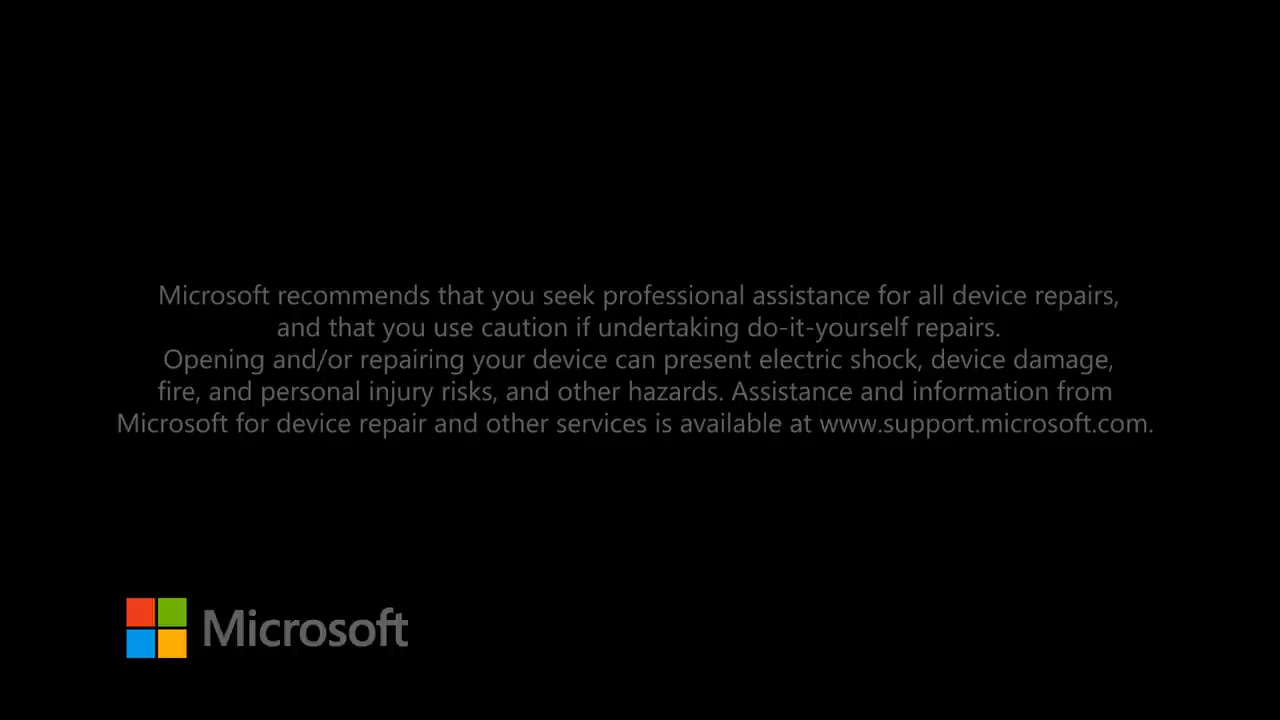 Microsoft recommends that you seek professional assistance for all device repairs,
and that you use caution if undertaking do-it-yourself repairs.
Opening and/or repairing your device can present electric shock, device damage,
fire, and personal injury risks, and other hazards. Assistance and information from
Microsoft for device repair and other services is available at www.support.microsoft.com.
Microsoft